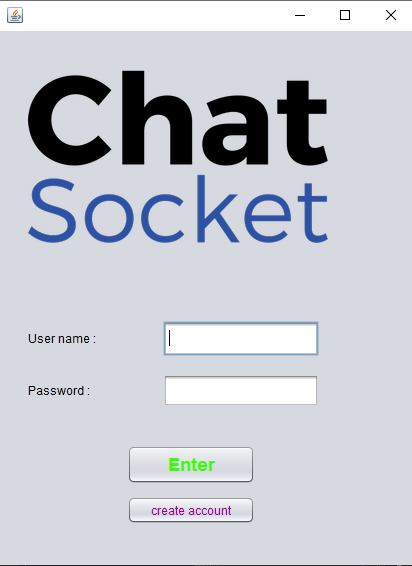 Chat
Socket
User name :
Password :
Enter
create account